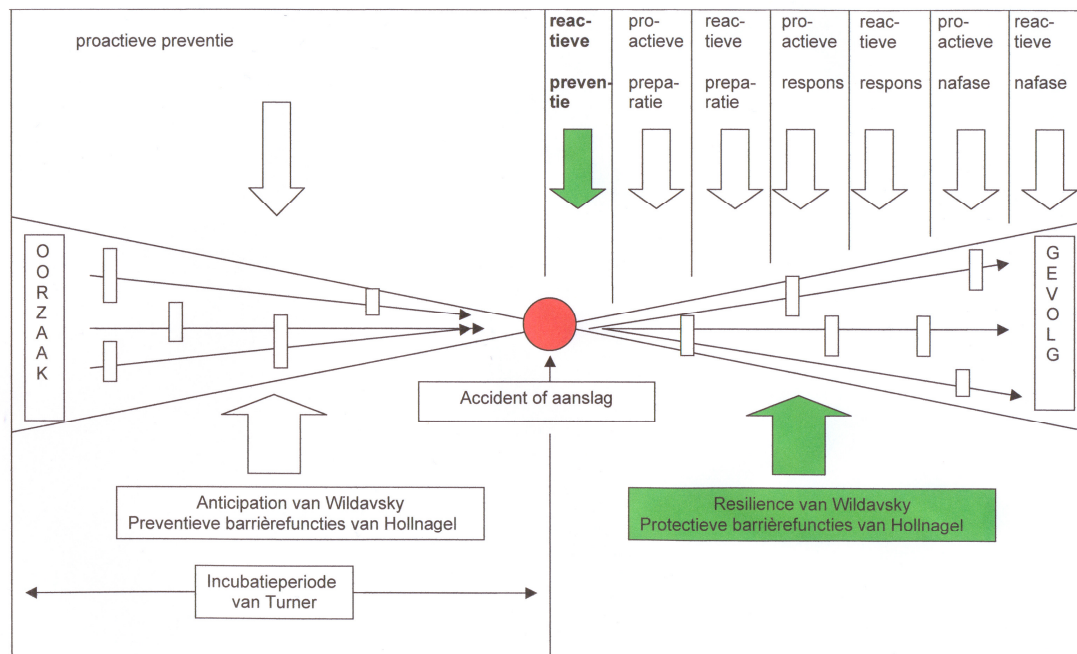 proactieve preventie
reac-
tieve
preven-
tie
pro-
actieve
prepa-
ratie
reac-
tieve
prepa-
ratie
pro-
actieve
respons
reac-
tieve
respons
pro-
actieve
nafase
reac-
tieve
nafase
O
O
R
Z
A
A
K
G
E
V
O
L
G
Accident of aanslag
Anticipation van Wildavsky
Preventieve barrièrefuncties van Hollnagel
Resilience van Wildavsky
Protectieve barrièrefuncties van Hollnagel
Incubatieperiode
van Turner